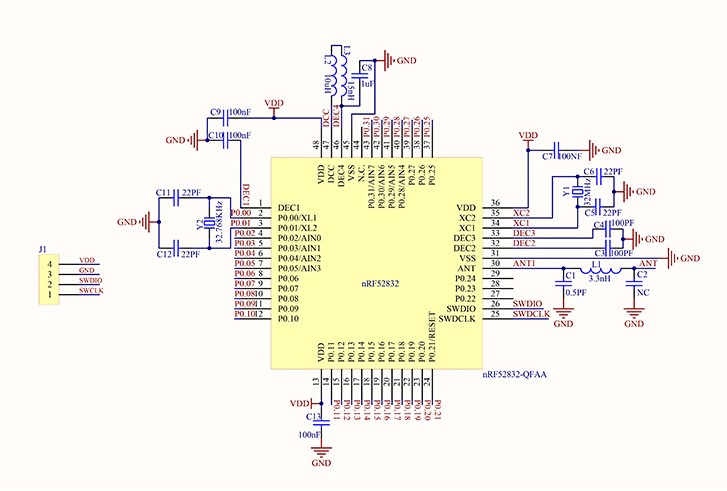 L2
10uH
L3
15nH
C8
1uF
GND
C9
100nF
VDD
DCC
DEC4
P0.31
P0.30
P0.29
P0.28
P0.27
P0.26
P0.25
GND
C10
100nF
48
47
46
45
44
43
42
41
40
39
38
37
VDD
DCC
DEC4
VSS
N.C.
P0.31/AIN7
P0.30/AIN6
P0.29/AIN5
P0.28/AIN4
P0.27
P0.26
P0.25
VDD
C7
100NF
GND
C11
22PF
DEC1
GND
Y2
32.768KHz
C12
22PF
C6
22PF
Y1
32MHz
GND
C5
22PF
C4
100PF
GND
C3
100PF
1
DEC1
P0.00
2
P0.00/XL1
P0.01
3
P0.01/XL2
P0.02
4
P0.02/AIN0
P0.03
5
P0.03/AIN1
P0.04
6
P0.04/AIN2
P0.05
7
P0.05/AIN3
P0.06
8
P0.06
P0.07
9
P0.07
P0.08
10
P0.08
P0.09
11
P0.09
P0.10
12
P0.10
nRF52832
VDD
36
XC2
35
XC2
XC1
34
XC1
DEC3
33
DEC3
DEC2
32
DEC2
VSS
31
GND
ANT
30
ANT1
L1
3.3nH
ANT
P0.24
29
P0.23
28
P0.22
27
SWDIO
26
SWDIO
SWDCLK
25
SWDCLK
C1
0.5PF
GND
C2
NC
GND
J1
4
VDD
3
GND
2
SWDIO
1
SWCLK
VDD
P0.11
P0.12
P0.13
P0.14
P0.15
P0.16
P0.17
P0.18
P0.19
P0.20
P0.21/RESET
13
14
15
16
17
18
19
20
21
22
23
24
nRF52832-QFAA
VDD
C13
100nF
GND
P0.11
P0.12
P0.13
P0.14
P0.15
P0.16
P0.17
P0.18
P0.19
P0.20
P0.21